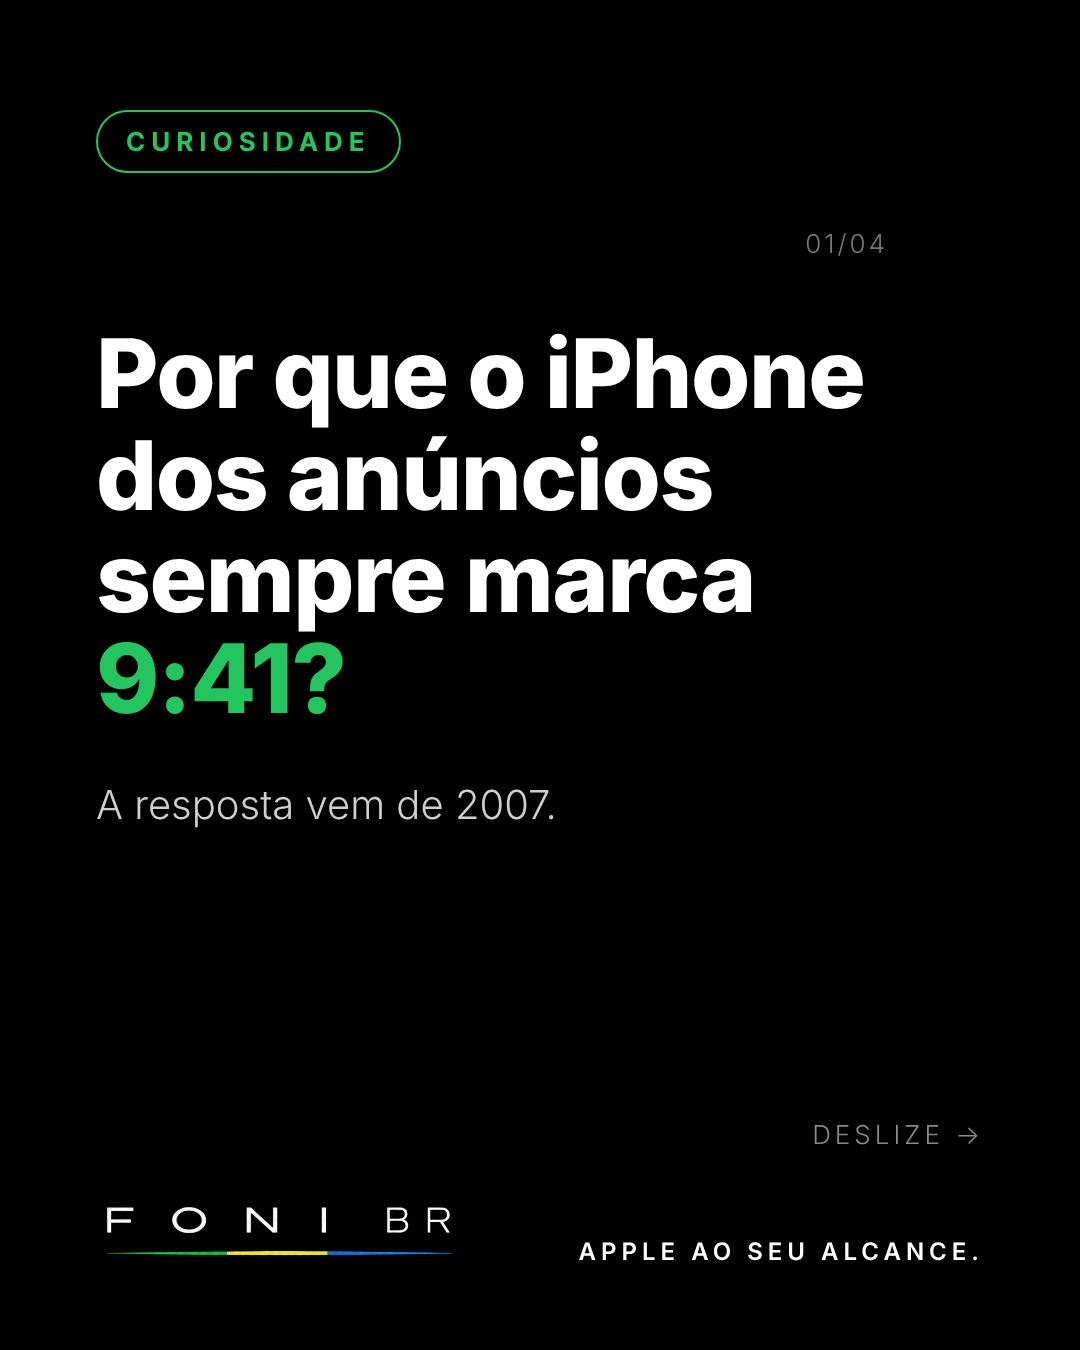 CURIOSIDADE
01/04
Por que o iPhone
dos anúncios
sempre marca
9:41?
A resposta vem de 2007.
DESLIZE →
FONI BR
APPLE AO SEU ALCANCE.